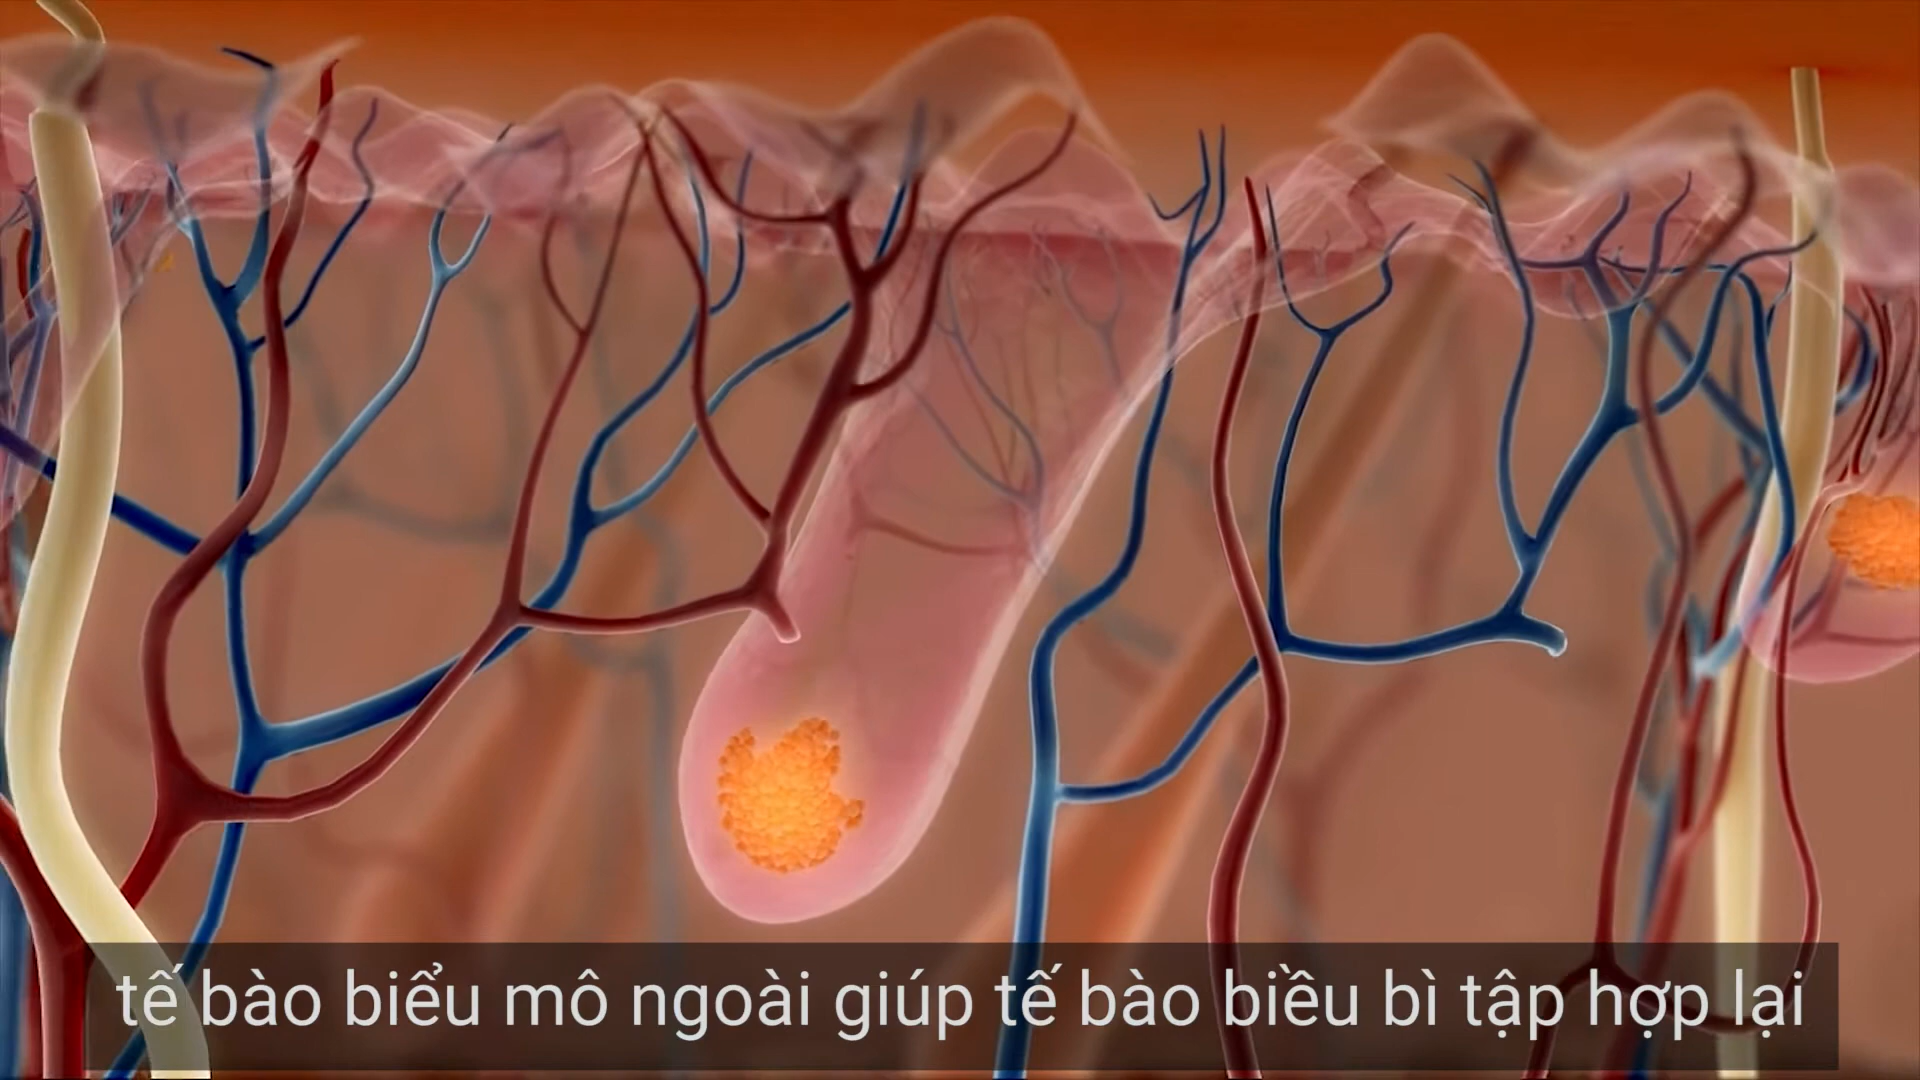 tế bào biểu mô ngoài giúp tế bào biều bì tập hợp lại